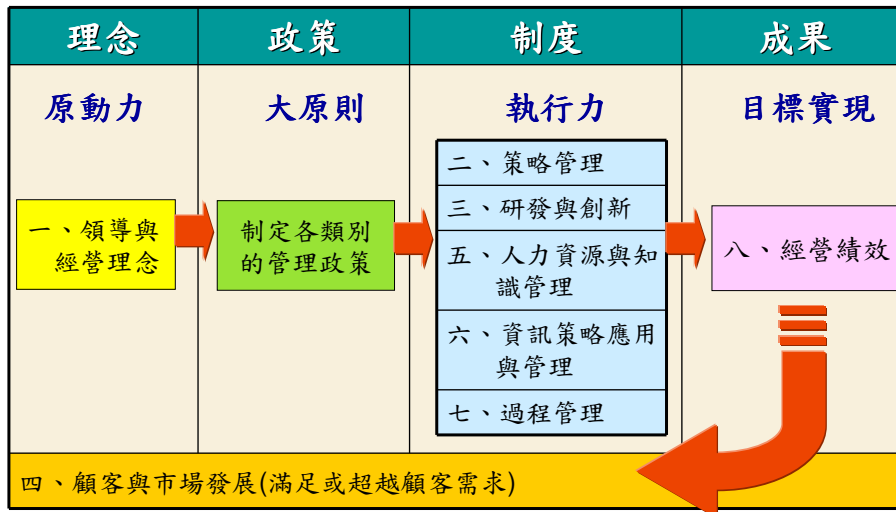 理念
政策
制度
成果
原動力
大原則
執行力
目標實現
一、領導與
經營理念
制定各類別
的管理政策
二、策略管理
三、研發與創新
五、人力資源與知
識管理
六、資訊策略應用
與管理
七、過程管理
八、經營績效
四、顧客與市場發展(滿足或超越顧客需求)